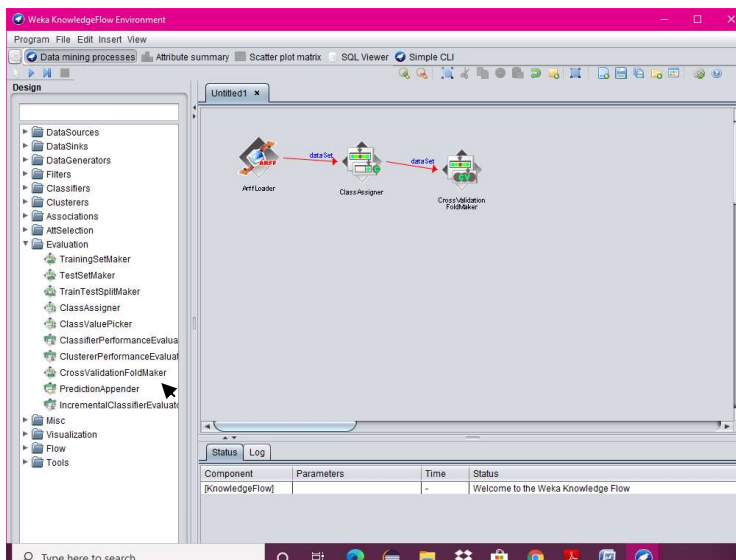 Weka KnowledgeFlow Environment
Program File Edit Insert View
Data mining processes Attribute summary Scatter plot matrix SQL Viewer Simple CLI
Design
Untitled1
DataSources
DataSinks
DataGenerators
Filters
Classifiers
Clusterers
Associations
AttSelection
Evaluation
TrainingSetMaker
TestSetMaker
TrainTestSplitMaker
ClassAssigner
ClassValuePicker
ClassifierPerformanceEvalua
ClustererPerformanceEvaluat
CrossValidationFoldMaker
PredictionAppender
IncrementalClassifierEvaluato
Misc
Visualization
Flow
Tools
dataSet
dataSet
ARFF
ArffLoader
ClassAssigner
CV
CrossValidation
FoldMaker
Status Log
Component Parameters Time Status
[KnowledgeFlow] - Welcome to the Weka Knowledge Flow
Type here to search